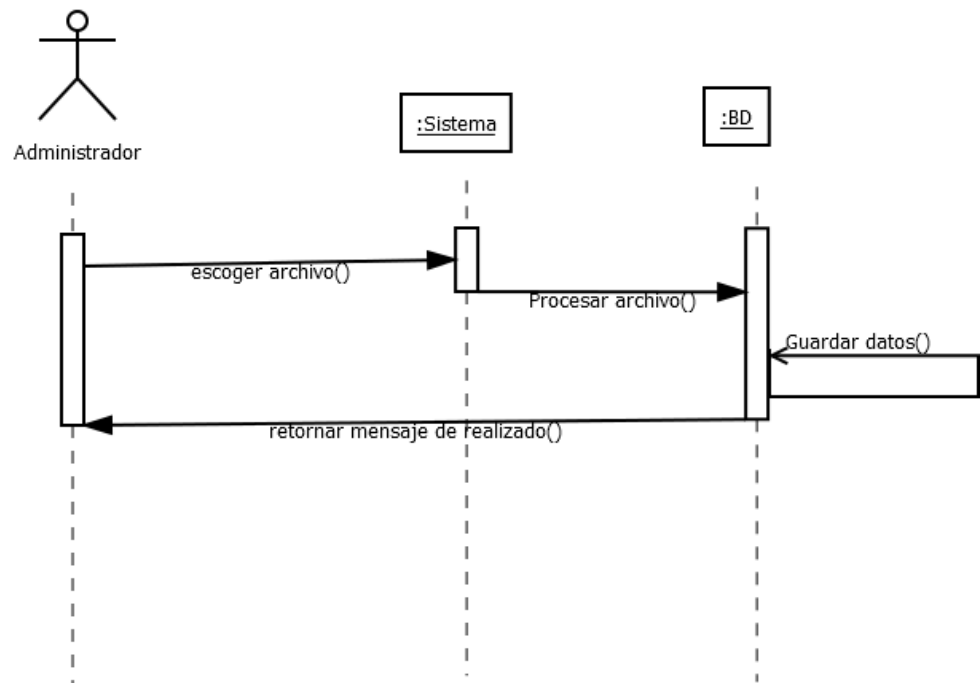 Administrador
:Sistema
:BD
escoger archivo()
Procesar archivo()
Guardar datos()
retornar mensaje de realizado()